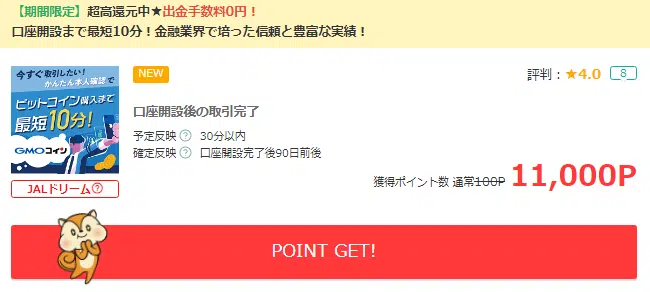 【期間限定】超高還元中★出金手数料0円！
口座開設まで最短10分！金融業界で培った信頼と豊富な実績！
今すぐ取引したい！
かんたん本人確認で
ビットコイン購入まで
最短10分!
GMOコイン
JALドリーム?
NEW
評判：★4.0 8
口座開設後の取引完了
予定反映 ? 30分以内
確定反映 ? 口座開設完了後90日前後
獲得ポイント数 通常100P 11,000P
POINT GET!